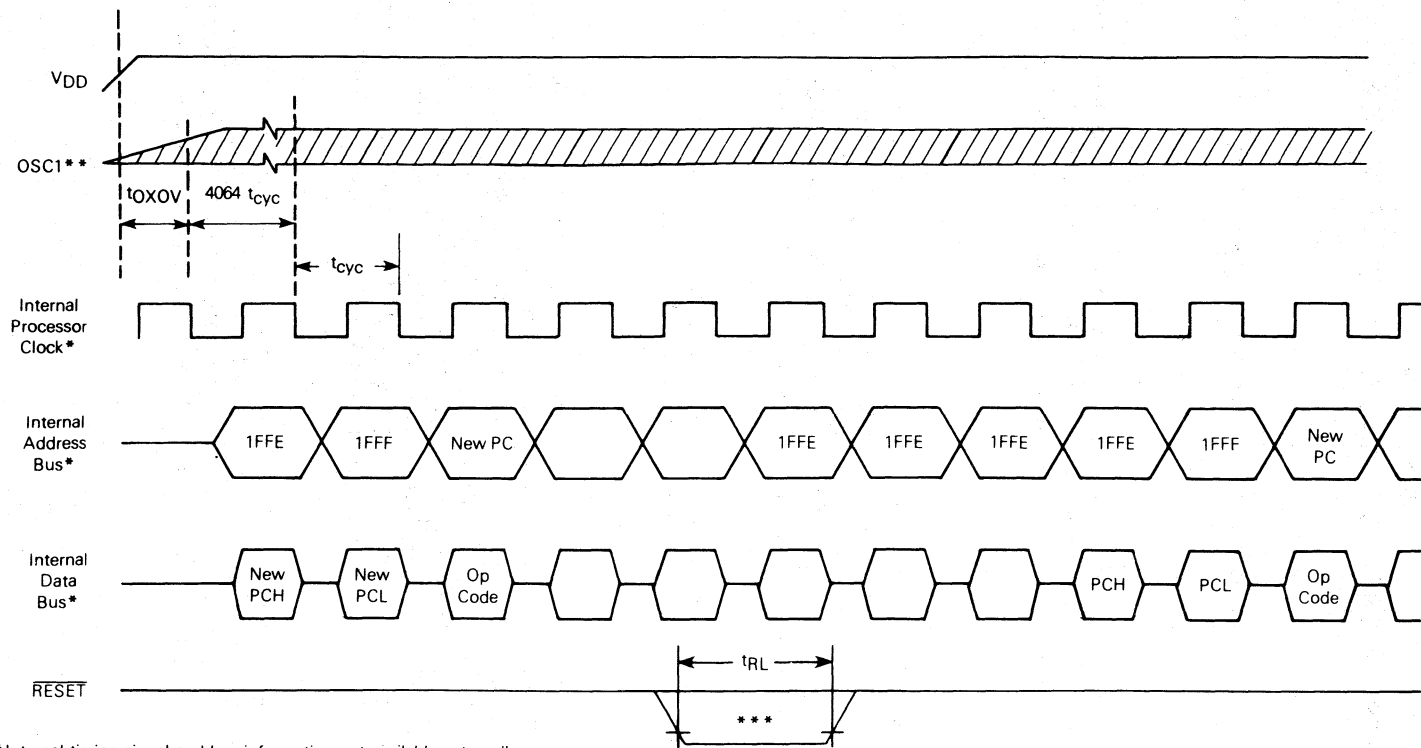 VDD
OSC1**
tOXOV 4064 tcyc
tcyc
Internal
Processor
Clock*
Internal
Address
Bus*
1FFE 1FFF New PC 1FFE 1FFE 1FFE 1FFE 1FFF New
PC
Internal
Data
Bus*
New
PCH
New
PCL
Op
Code
PCH
PCL
Op
Code
tRL
RESET
***